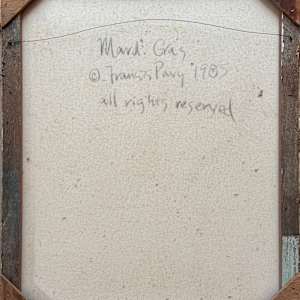 Mardi Gras
© Francis Pavy 1985
all rights reserved